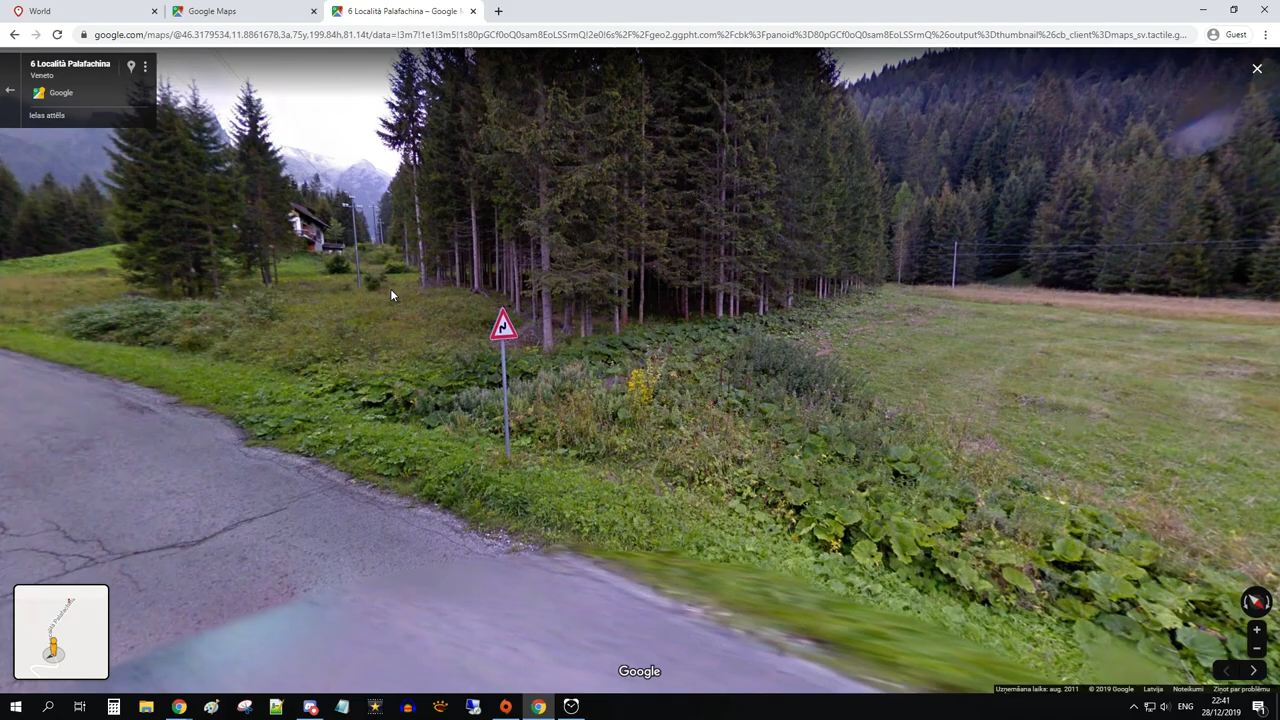 World
Google Maps
6 Località Palafachina – Google M
google.com/maps/@46.3179534,11.8861678,3a,75y,199.84h,81.14t/data=!3m7!1e1!3m5!1s80pGCf0oQ0sam8EoLSSrmQ!2e0!6s%2F%2Fgeo2.ggpht.com%2Fcbk%3Fpanoid%3D80pGCf0oQ0sam8EoLSSrmQ%26output%3Dthumbnail%26cb_client%3Dmaps_sv.tactile.g...
Guest
6 Località Palafachina
Veneto
Google
Ielas attēls
Google
Uzņemšana laika: aug. 2011 © 2019 Google Latvija Noteikumi Ziņot par problēmu
ENG
22:41
28/12/2019